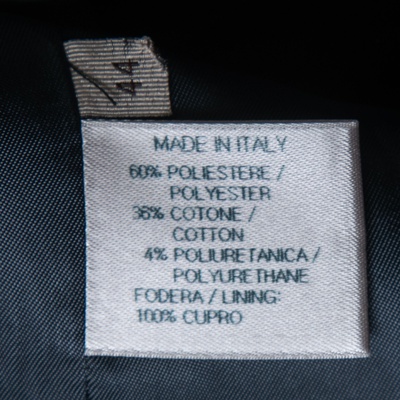 44
MADE IN ITALY
60% POLIESTERE /
POLYESTER
36% COTONE /
COTTON
4% POLIURETANICA /
POLYURETHANE
FODERA / LINING:
100% CUPRO